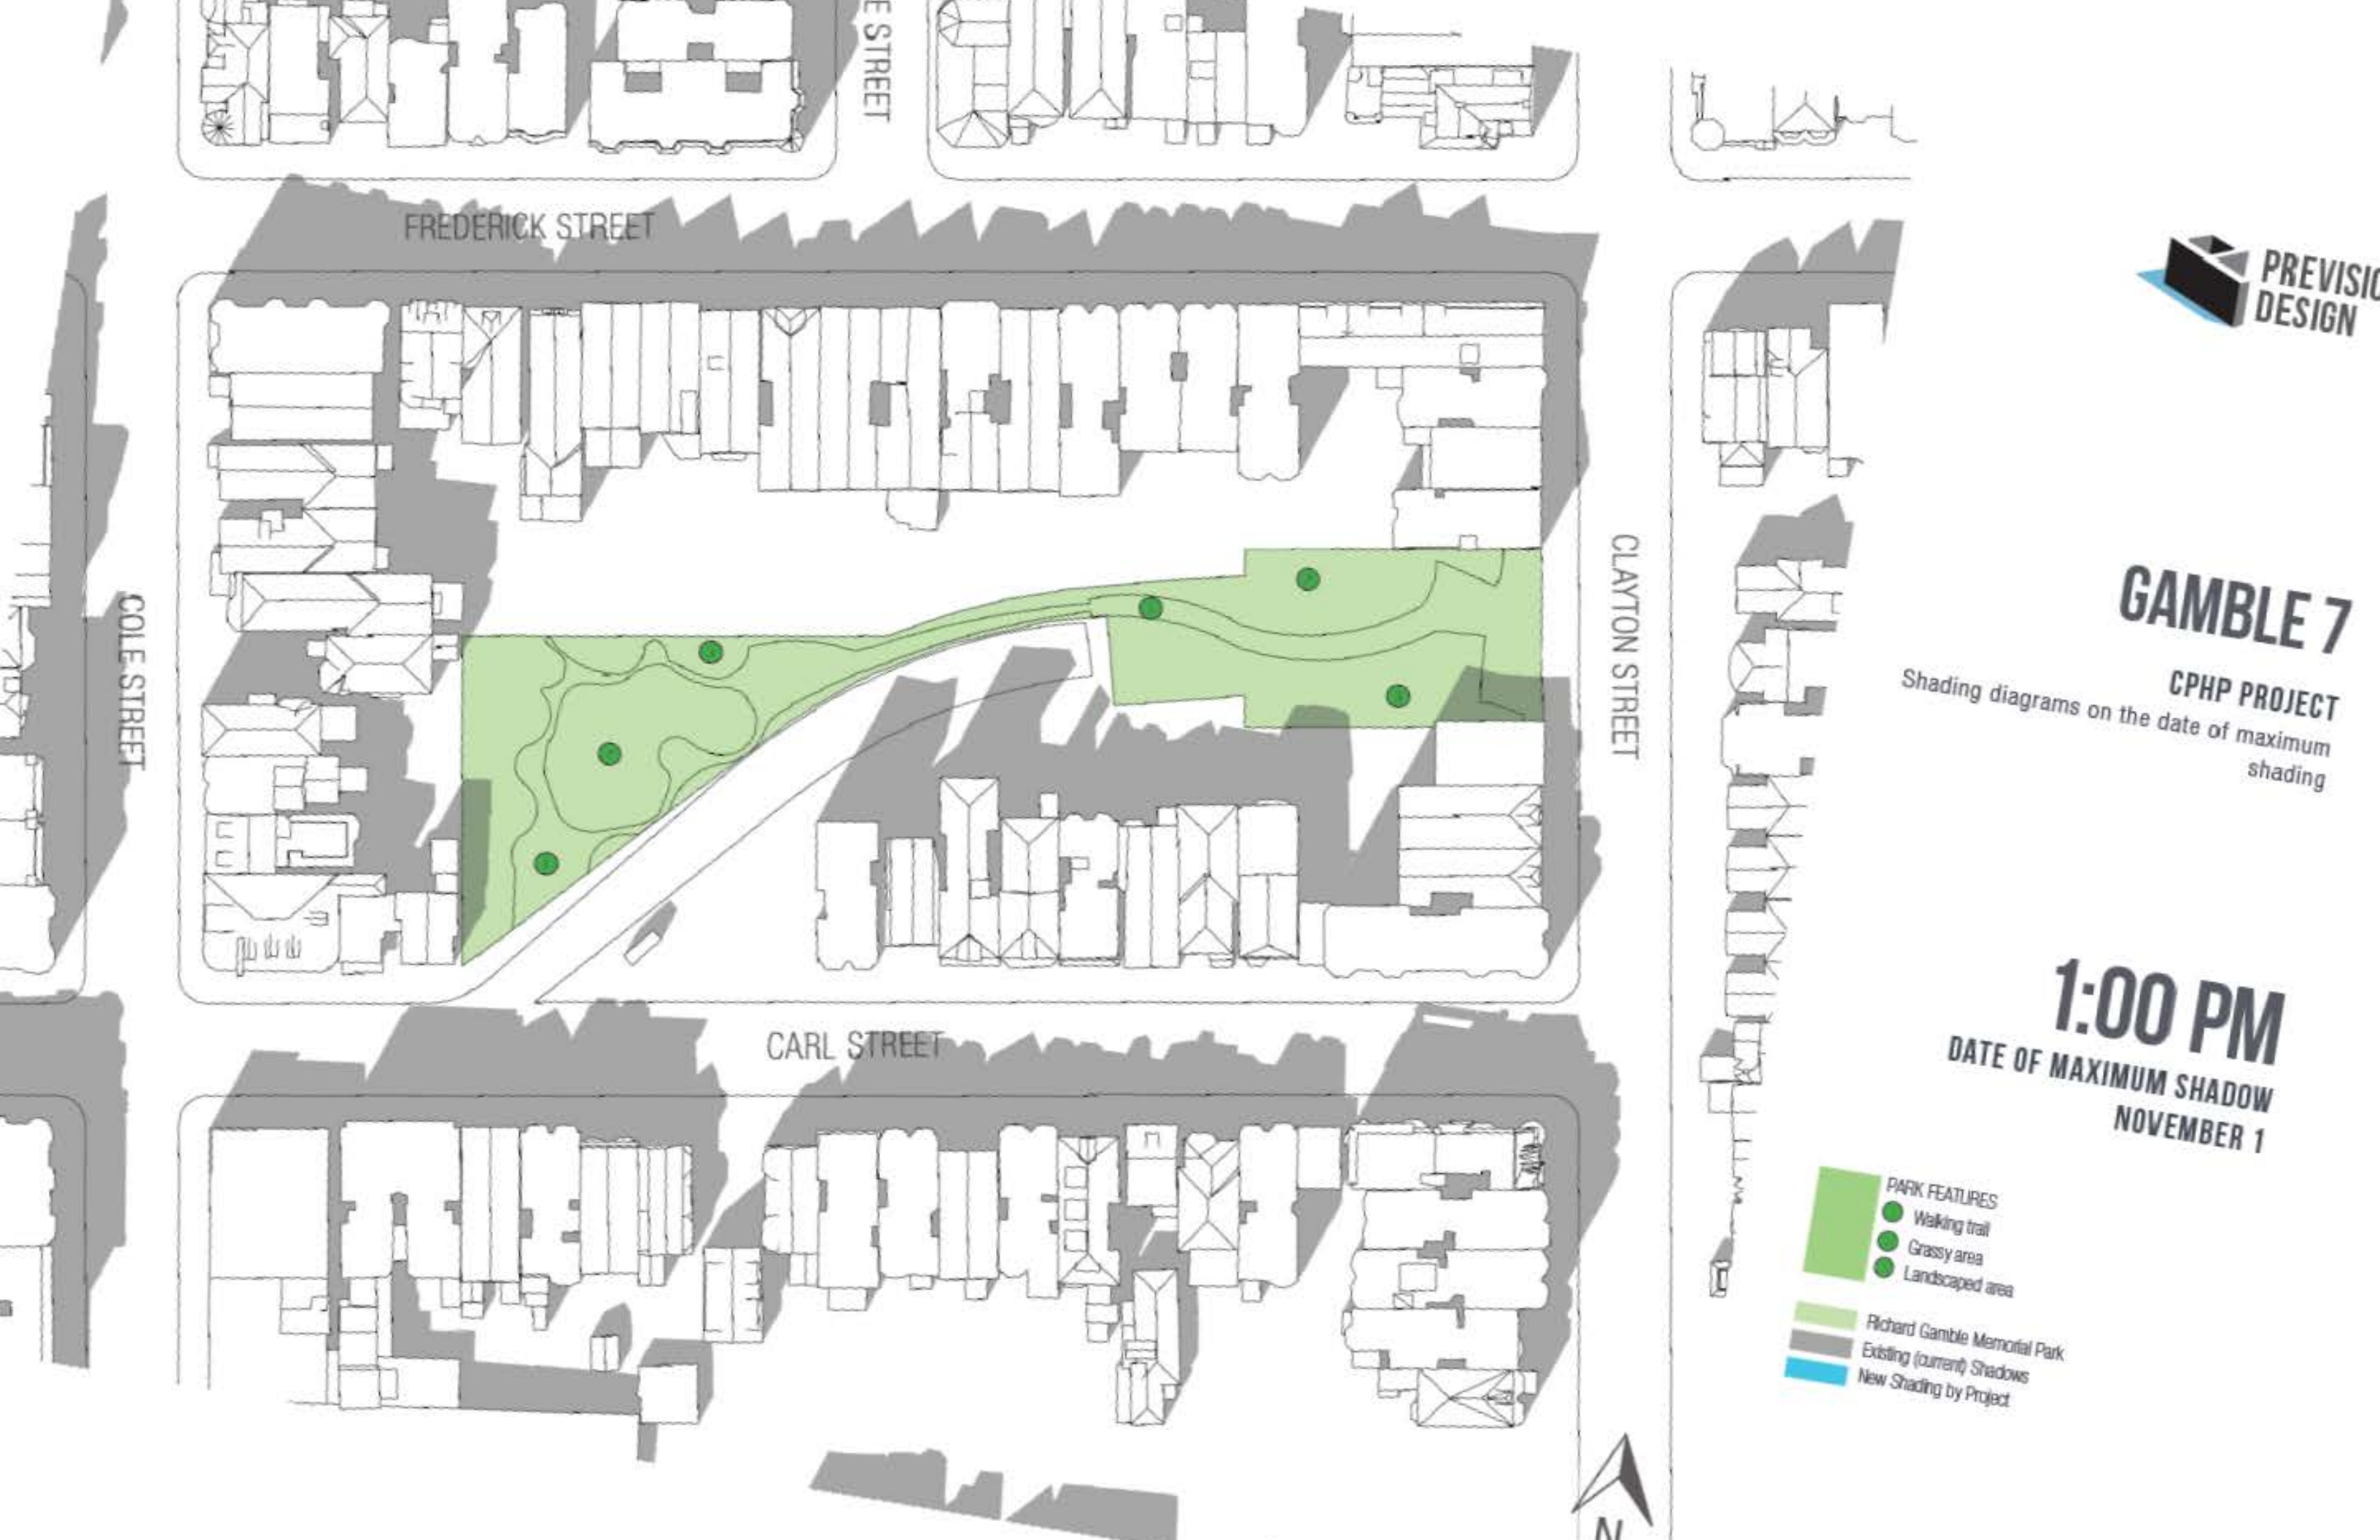 E STREET
FREDERICK STREET
COLE STREET
CLAYTON STREET
CARL STREET
DESIGN
GAMBLE 7
CPHP PROJECT
Shading diagrams on the date of maximum
shading
1:00 PM
DATE OF MAXIMUM SHADOW
NOVEMBER 1
PARK FEATURES
Walking trail
Grassy area
Landscaped area
Richard Gamble Memorial Park
Existing (current) Shadows
New Shading by Project
N